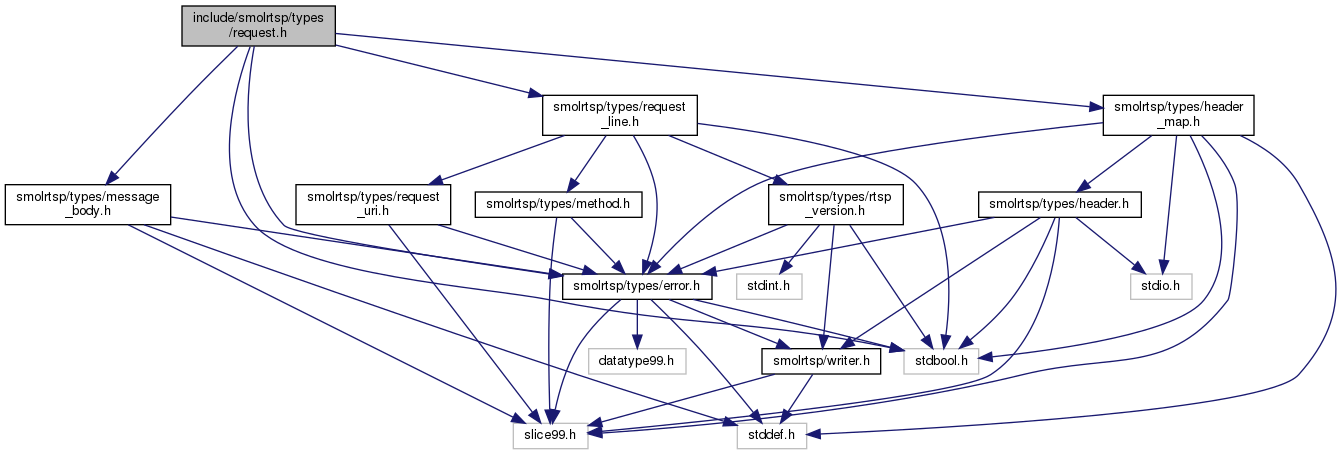 include/smolrtsp/types
/request.h
smolrtsp/types/request
_line.h
smolrtsp/types/header
_map.h
smolrtsp/types/message
_body.h
smolrtsp/types/request
_uri.h
smolrtsp/types/method.h
smolrtsp/types/rtsp
_version.h
smolrtsp/types/header.h
smolrtsp/types/error.h
stdint.h
stdio.h
datatype99.h
smolrtsp/writer.h
stdbool.h
slice99.h
stddef.h